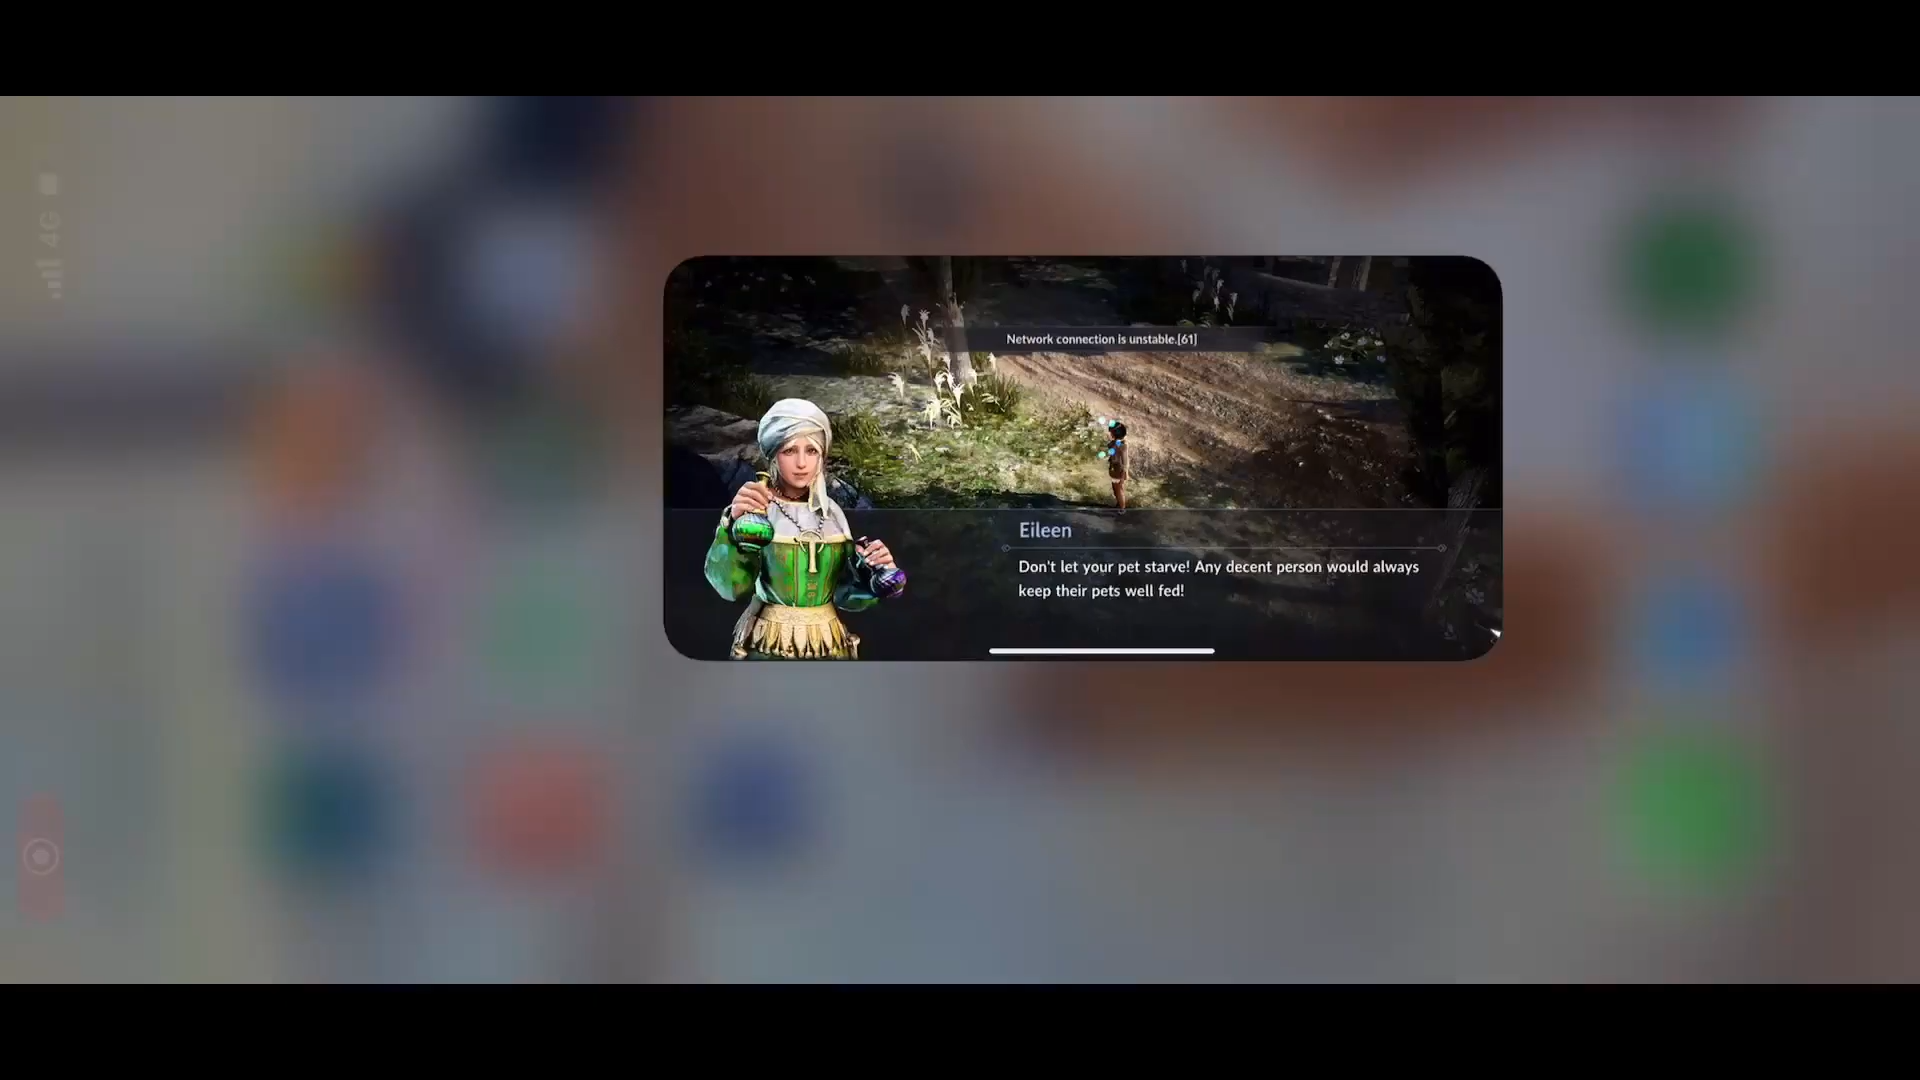 4G
Network connection is unstable.[61]
Eileen
Don't let your pet starve! Any decent person would always
keep their pets well fed!